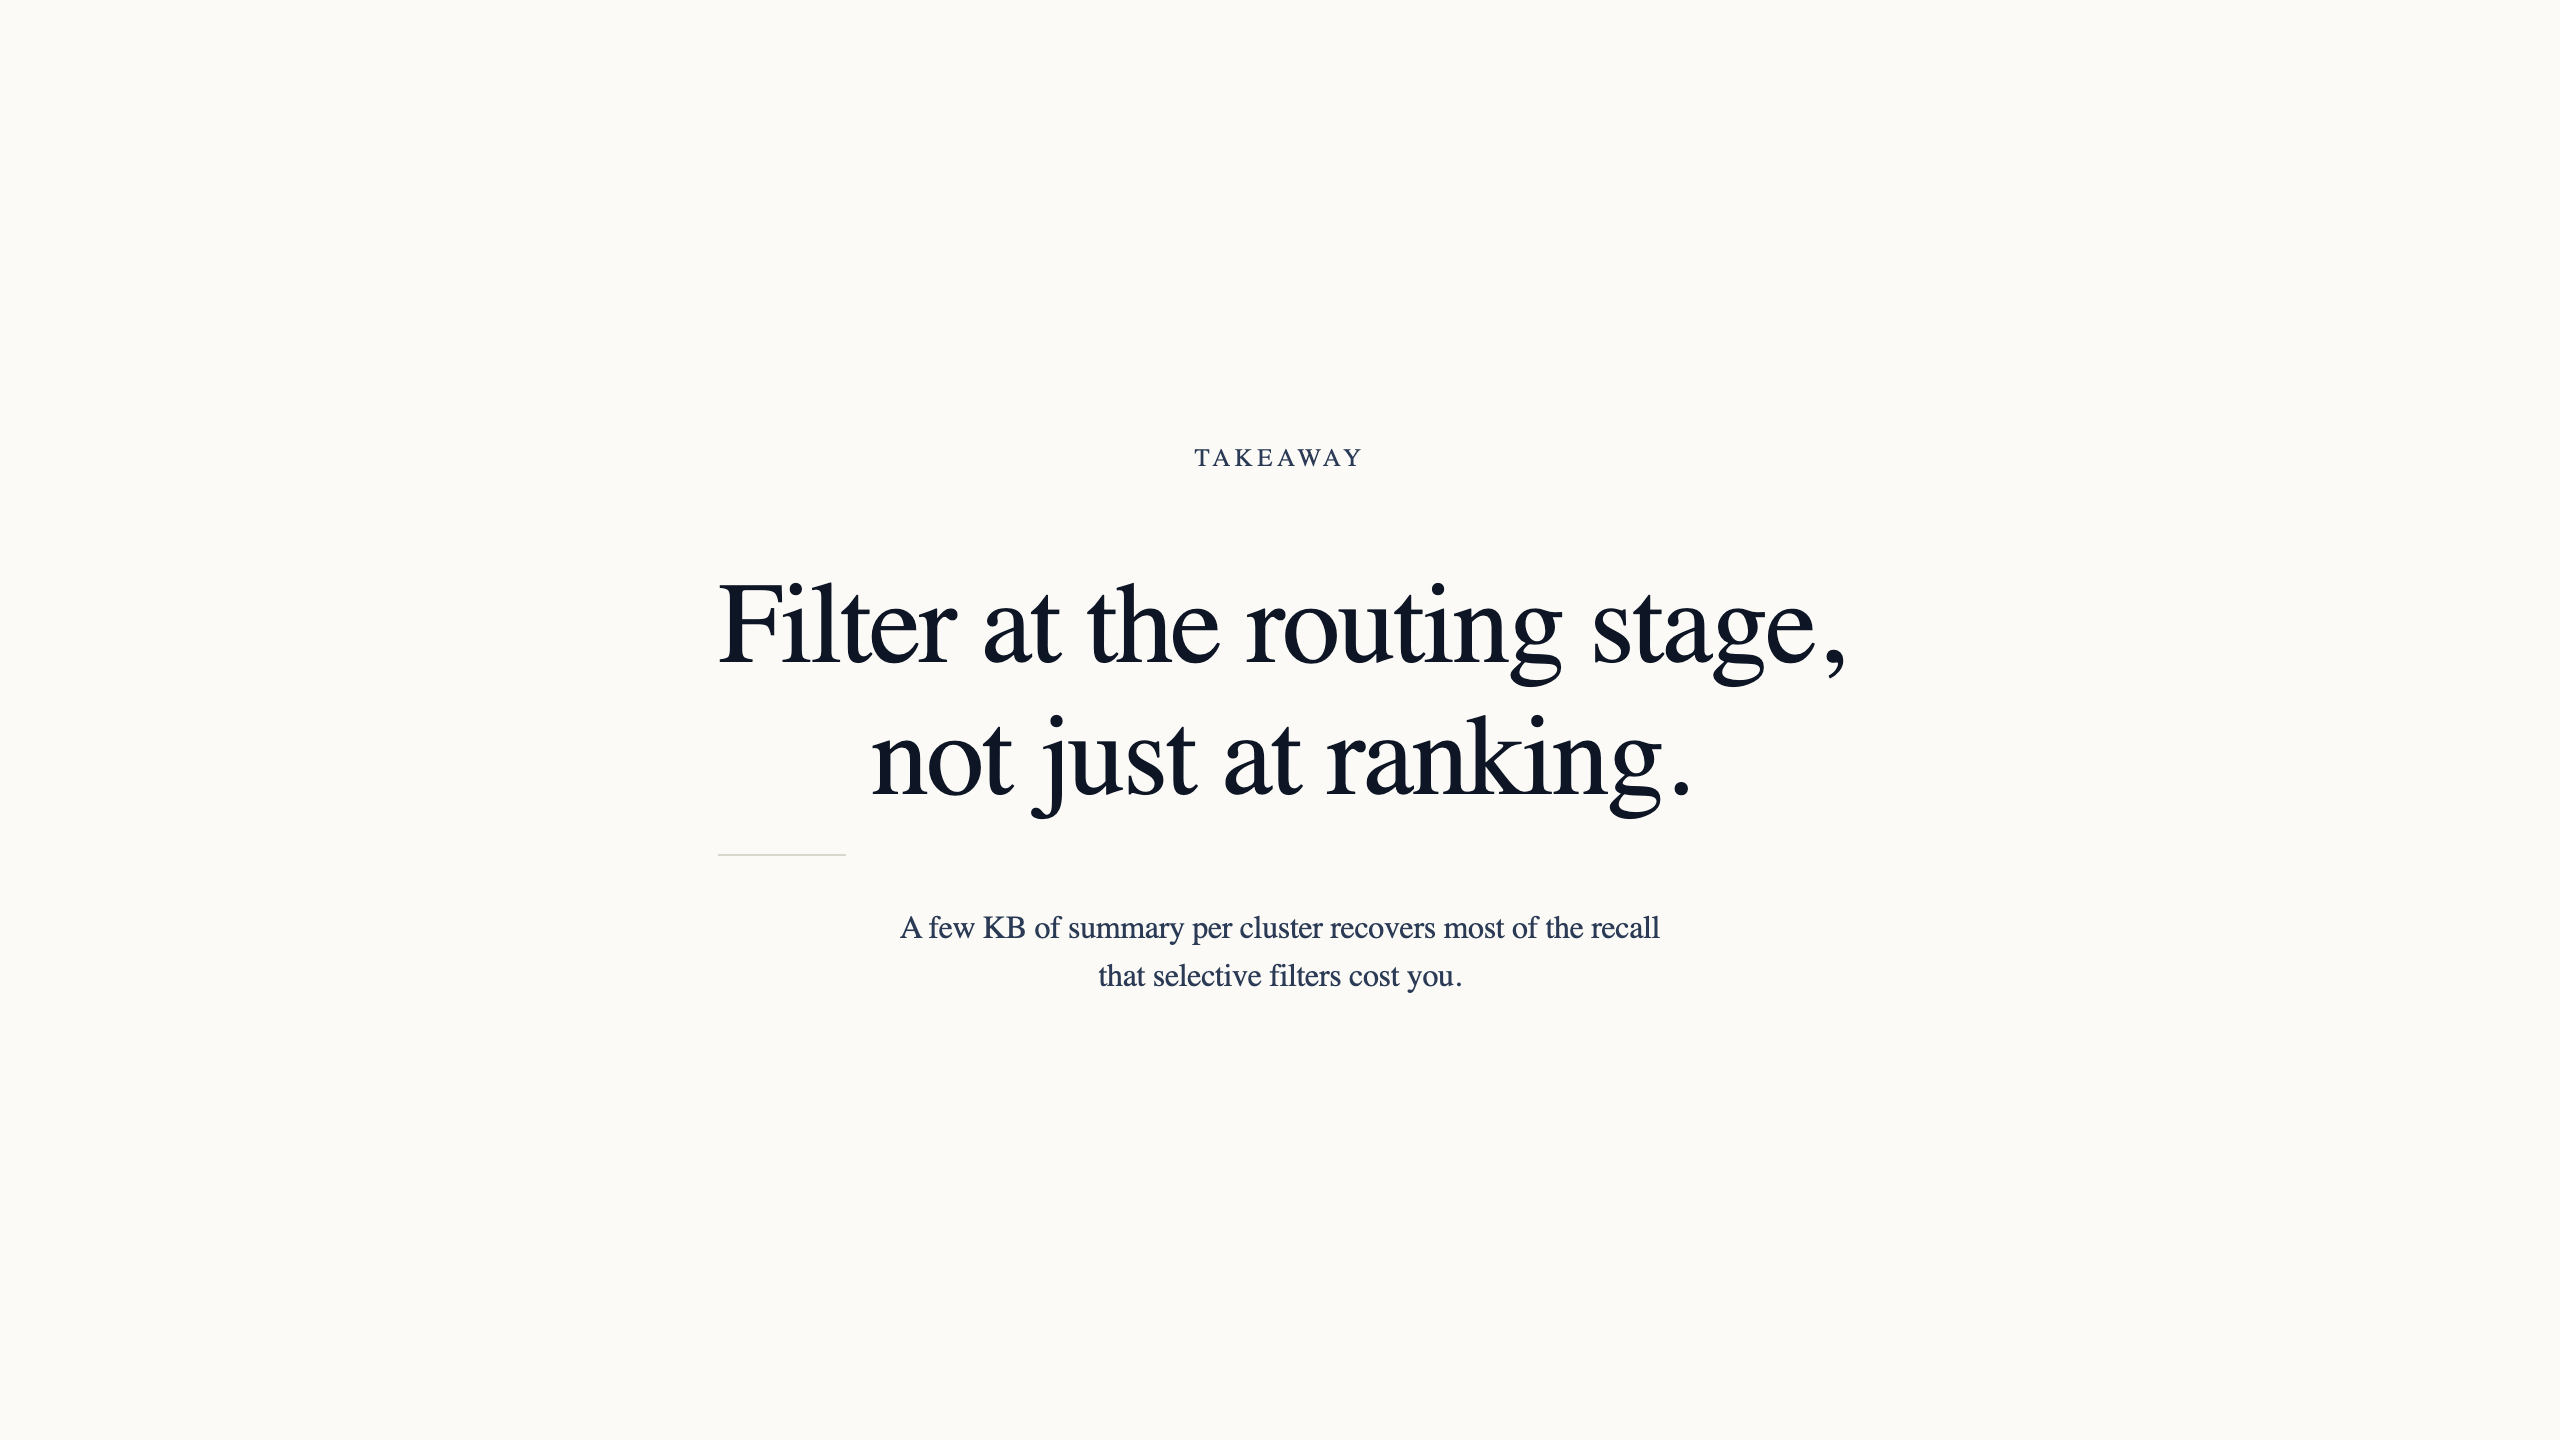 TAKEAWAY
Filter at the routing stage,
not just at ranking.
A few KB of summary per cluster recovers most of the recall
that selective filters cost you.